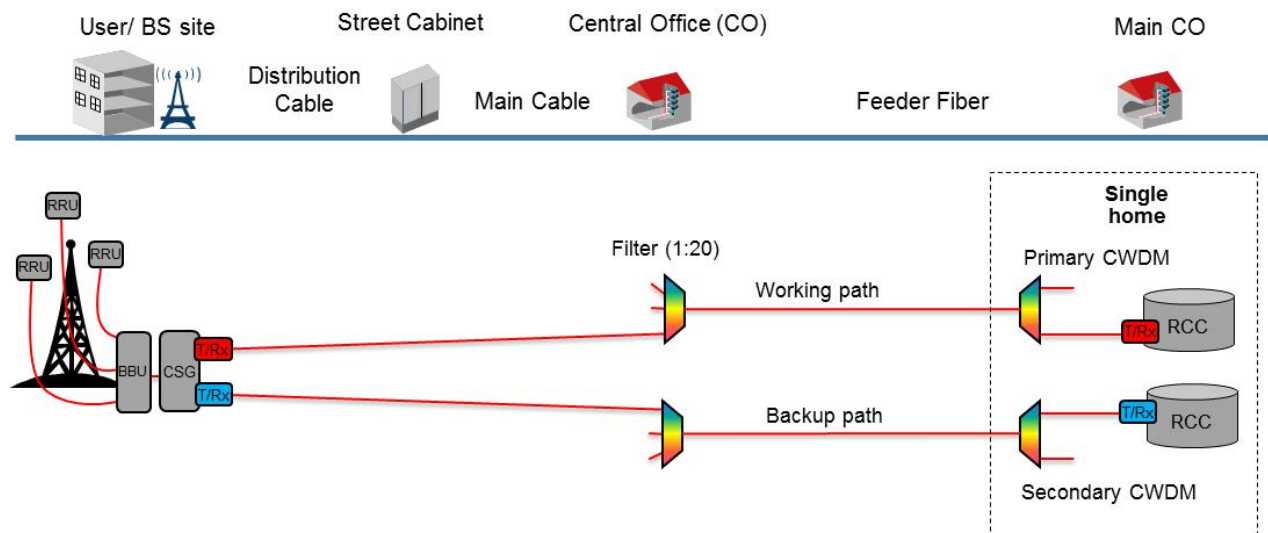 User/ BS site
Street Cabinet
Central Office (CO)
Main CO
Distribution
Cable
Main Cable
Feeder Fiber
Single
home
RRU
RRU
RRU
Filter (1:20)
Primary CWDM
Working path
T/Rx
RCC
BBU
CSG
T/Rx
T/Rx
Backup path
T/Rx
RCC
Secondary CWDM